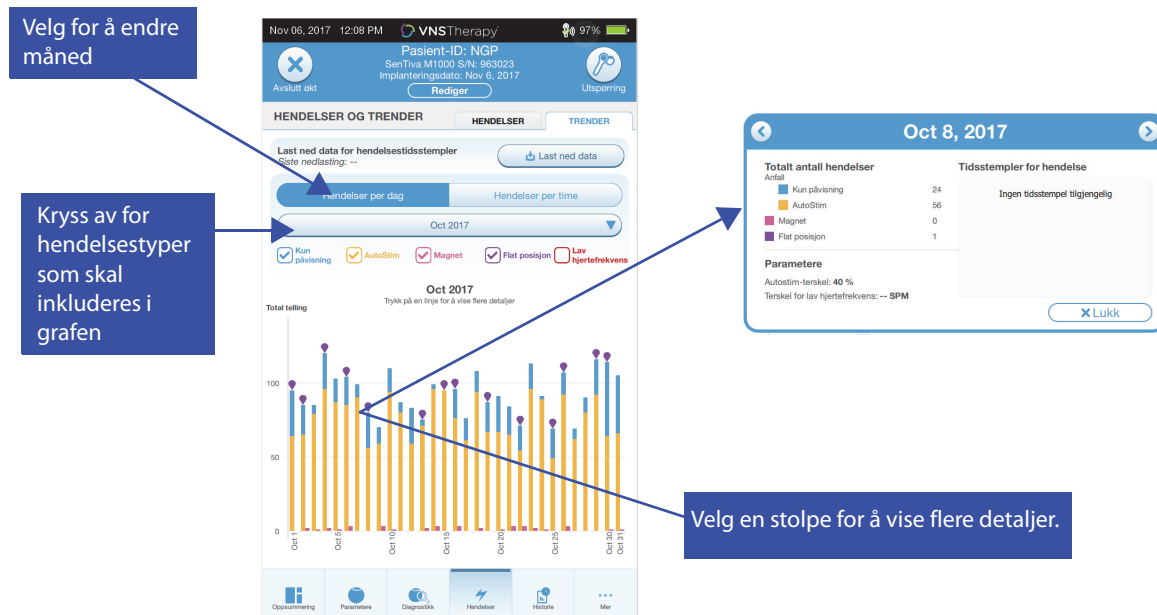 Velg for å endre
måned
Kryss av for
hendelsestyper
som skal
inkluderes i
grafen
Nov 06, 2017 12:08 PM VNSTherapy 97%
Pasient-ID: NGP
SenTiva M1000 S/N: 963023
Implanteringsdato: Nov 6, 2017
Avslutt økt
Rediger
Utspørring
HENDELSER OG TRENDER
HENDELSER
TRENDER
Last ned data for hendelsestidsstempler
Siste nedlasting: --
Last ned data
Hendelser per dag
Hendelser per time
Oct 2017
Kun
påvisning
AutoStim
Magnet
Flat posisjon
Lav
hjertefrekvens
Oct 2017
Trykk på en linje for å vise flere detaljer
Total telling
100
50
0
Oct 1
Oct 5
Oct 10
Oct 15
Oct 20
Oct 25
Oct 30
Oct 31
Oppsummering
Parametere
Diagnostikk
Hendelser
Historie
Mer
Oct 8, 2017
Totalt antall hendelser
Anfall
Kun påvisning 24
AutoStim 56
Magnet 0
Flat posisjon 1
Parametere
Autostim-terskel: 40 %
Terskel for lav hjertefrekvens: -- SPM
Tidsstempler for hendelse
Ingen tidsstempel tilgjengelig
Lukk
Velg en stolpe for å vise flere detaljer.